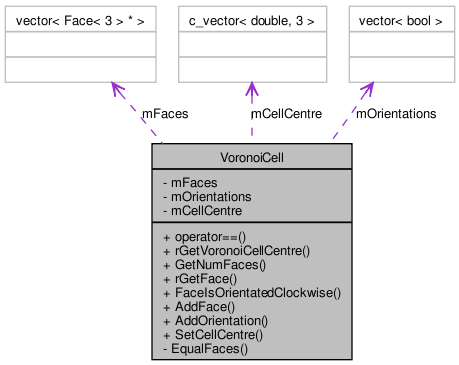 vector< Face< 3 > * >
c_vector< double, 3 >
vector< bool >
mFaces
mCellCentre
mOrientations
VoronoiCell
- mFaces
- mOrientations
- mCellCentre
+ operator==()
+ rGetVoronoiCellCentre()
+ GetNumFaces()
+ rGetFace()
+ FaceIsOrientatedClockwise()
+ AddFace()
+ AddOrientation()
+ SetCellCentre()
- EqualFaces()